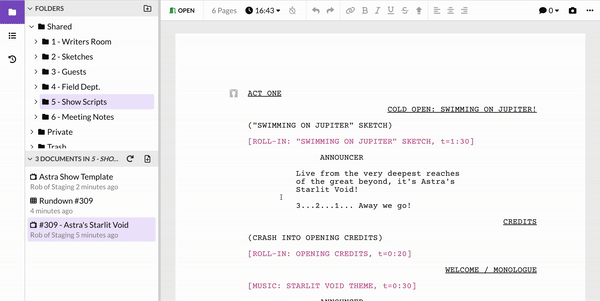 FOLDERS
Shared
1 - Writers Room
2 - Sketches
3 - Guests
4 - Field Dept.
5 - Show Scripts
6 - Meeting Notes
Private
Trash
3 DOCUMENTS IN 5 - SHO...
Astra Show Template
Rob of Staging 2 minutes ago
Rundown #309
4 minutes ago
#309 - Astra's Starlit Void
Rob of Staging 5 minutes ago
OPEN 6 Pages 16:43 B I U S 0
ACT ONE
COLD OPEN: SWIMMING ON JUPITER!
("SWIMMING ON JUPITER" SKETCH)
[ROLL-IN: "SWIMMING ON JUPITER" SKETCH, t=1:30]
ANNOUNCER
Live from the very deepest reaches
of the great beyond, it's Astra's
Starlit Void!
3...2...1... Away we go!
CREDITS
(CRASH INTO OPENING CREDITS)
[ROLL-IN: OPENING CREDITS, t=0:20]
WELCOME / MONOLOGUE
[MUSIC: STARLIT VOID THEME, t=0:30]
ANNOUNCER